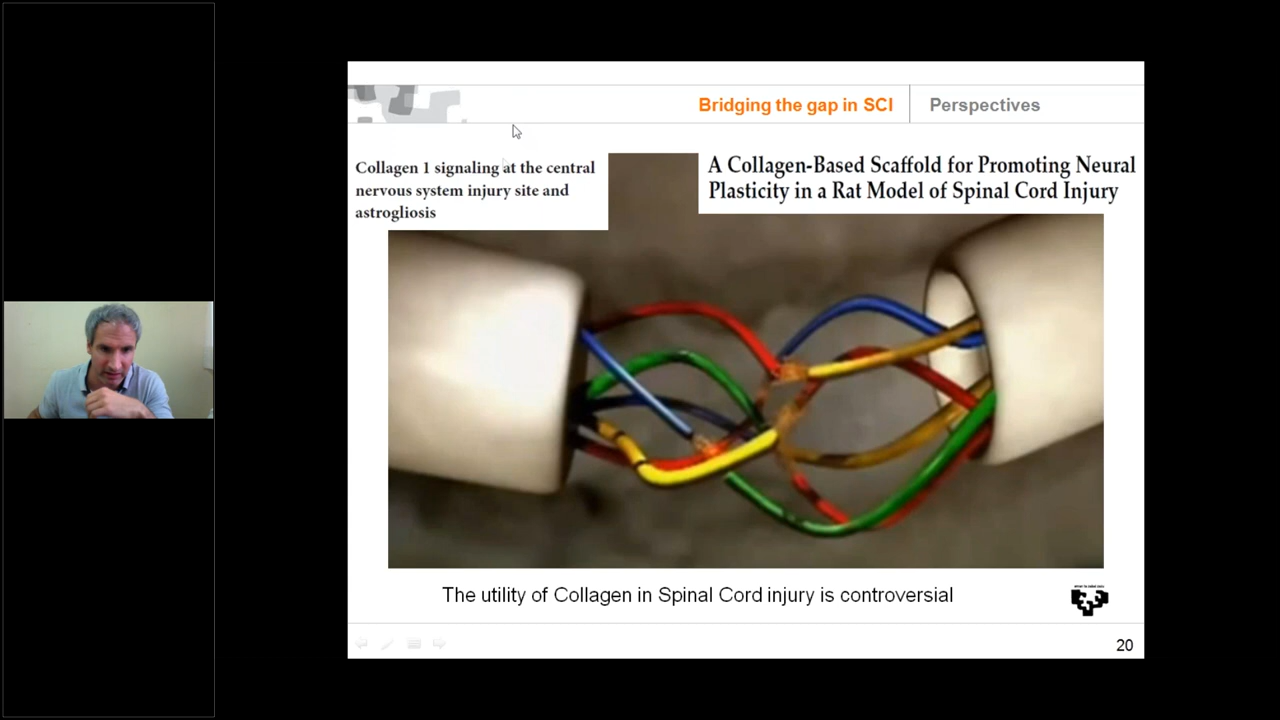 Bridging the gap in SCI
Perspectives
Collagen 1 signaling at the central
nervous system injury site and
astrogliosis
A Collagen-Based Scaffold for Promoting Neural
Plasticity in a Rat Model of Spinal Cord Injury
The utility of Collagen in Spinal Cord injury is controversial
20